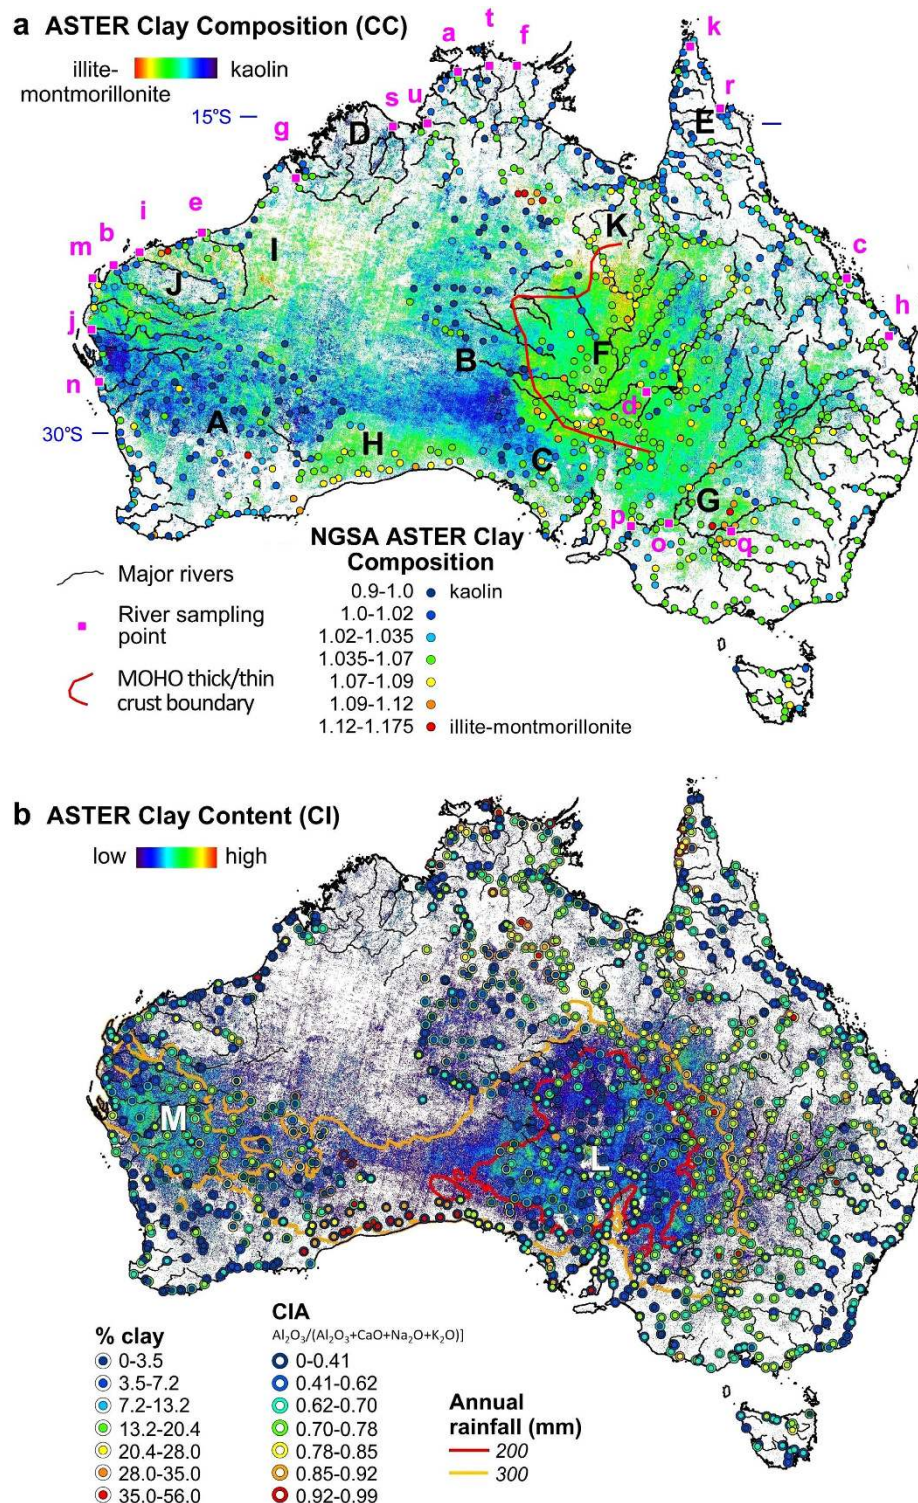 a ASTER Clay Composition (CC)
illite-montmorillonite
kaolin
a
t
f
k
s
u
r
15°S
D
E
g
e
i
b
m
I
K
J
c
j
h
n
B
F
d
A
30°S
H
C
G
p
o
q
Major rivers
River sampling point
MOHO thick/thin crust boundary
NGSA ASTER Clay Composition
0.9-1.0 kaolin
1.0-1.02
1.02-1.035
1.035-1.07
1.07-1.09
1.09-1.12
1.12-1.175 illite-montmorillonite
b ASTER Clay Content (CI)
low high
M
L
% clay
0-3.5
3.5-7.2
7.2-13.2
13.2-20.4
20.4-28.0
28.0-35.0
35.0-56.0
CIA
Al₂O₃/(Al₂O₃+CaO+Na₂O+K₂O)]
0-0.41
0.41-0.62
0.62-0.70
0.70-0.78
0.78-0.85
0.85-0.92
0.92-0.99
Annual rainfall (mm)
200
300